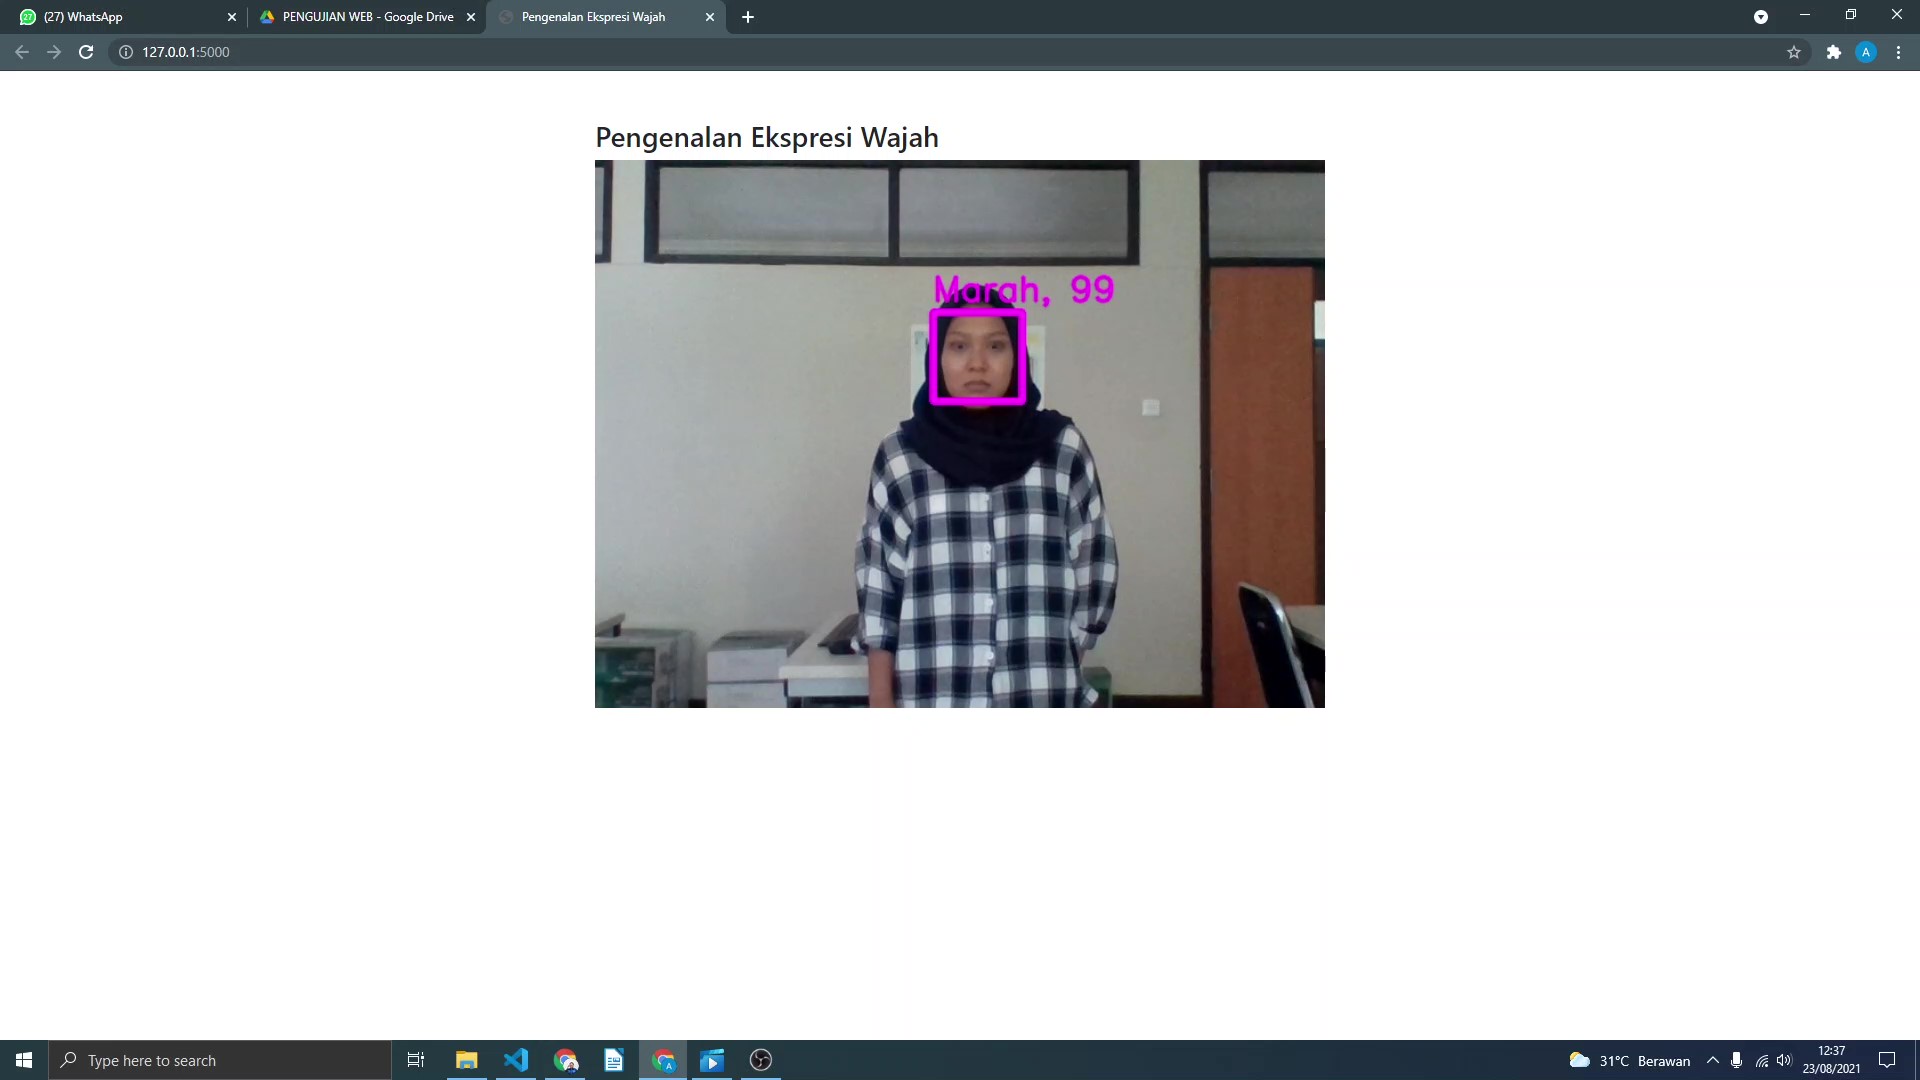 (27) WhatsApp
PENGUJIAN WEB - Google Drive
Pengenalan Ekspresi Wajah
127.0.0.1:5000
A
Pengenalan Ekspresi Wajah
Marah, 99
Type here to search
31°C Berawan
12:37
23/08/2021